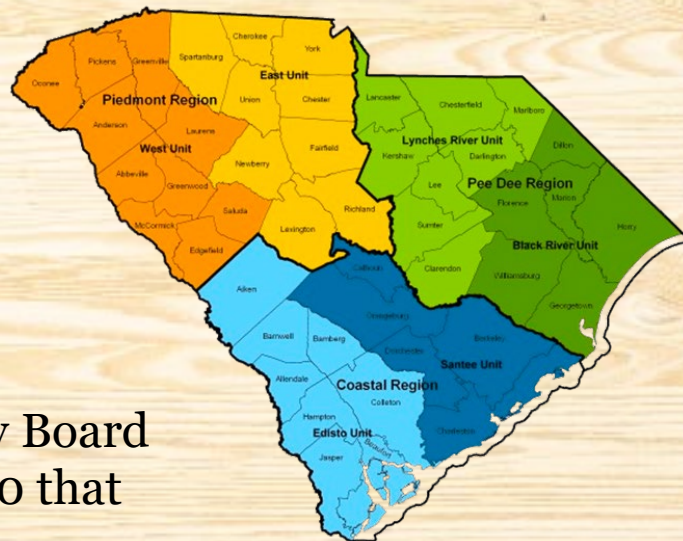 Cherokee
York
Pickens
Greenville
Spartanburg
Oconee
East Unit
Union
Chester
Lancaster
Chesterfield
Marlboro
Piedmont Region
Anderson
Laurens
West Unit
Fairfield
Newberry
Lynches River Unit
Kershaw
Darlington
Dillon
Abbeville
Greenwood
Lee
Pee Dee Region
Florence
Marion
Saluda
Richland
McCormick
Lexington
Sumter
Horry
Edgefield
Black River Unit
Clarendon
Calhoun
Williamsburg
Aiken
Georgetown
Orangeburg
Barnwell
Bamberg
Dorchester
Berkeley
Santee Unit
Allendale
Coastal Region
Colleton
Hampton
Charleston
Edisto Unit
Beaufort
Jasper
y Board
o that